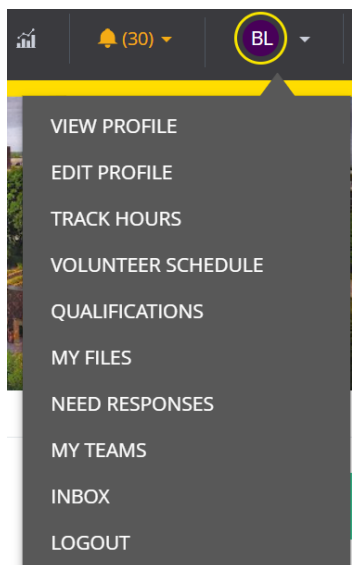 (30)
BL
VIEW PROFILE
EDIT PROFILE
TRACK HOURS
VOLUNTEER SCHEDULE
QUALIFICATIONS
MY FILES
NEED RESPONSES
MY TEAMS
INBOX
LOGOUT